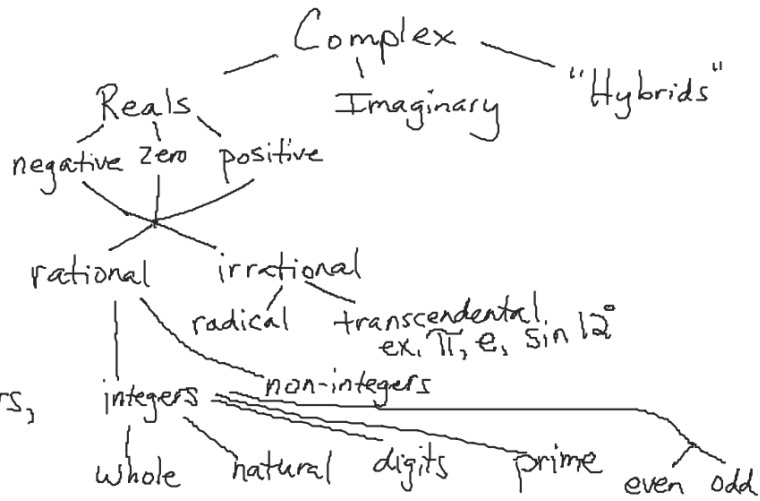 Complex
Reals Imaginary "Hybrids"
negative zero positive
rational irrational
radical transcendental
ex. π, e, sin 12°
non-integers
rs, integers
whole natural digits prime even odd